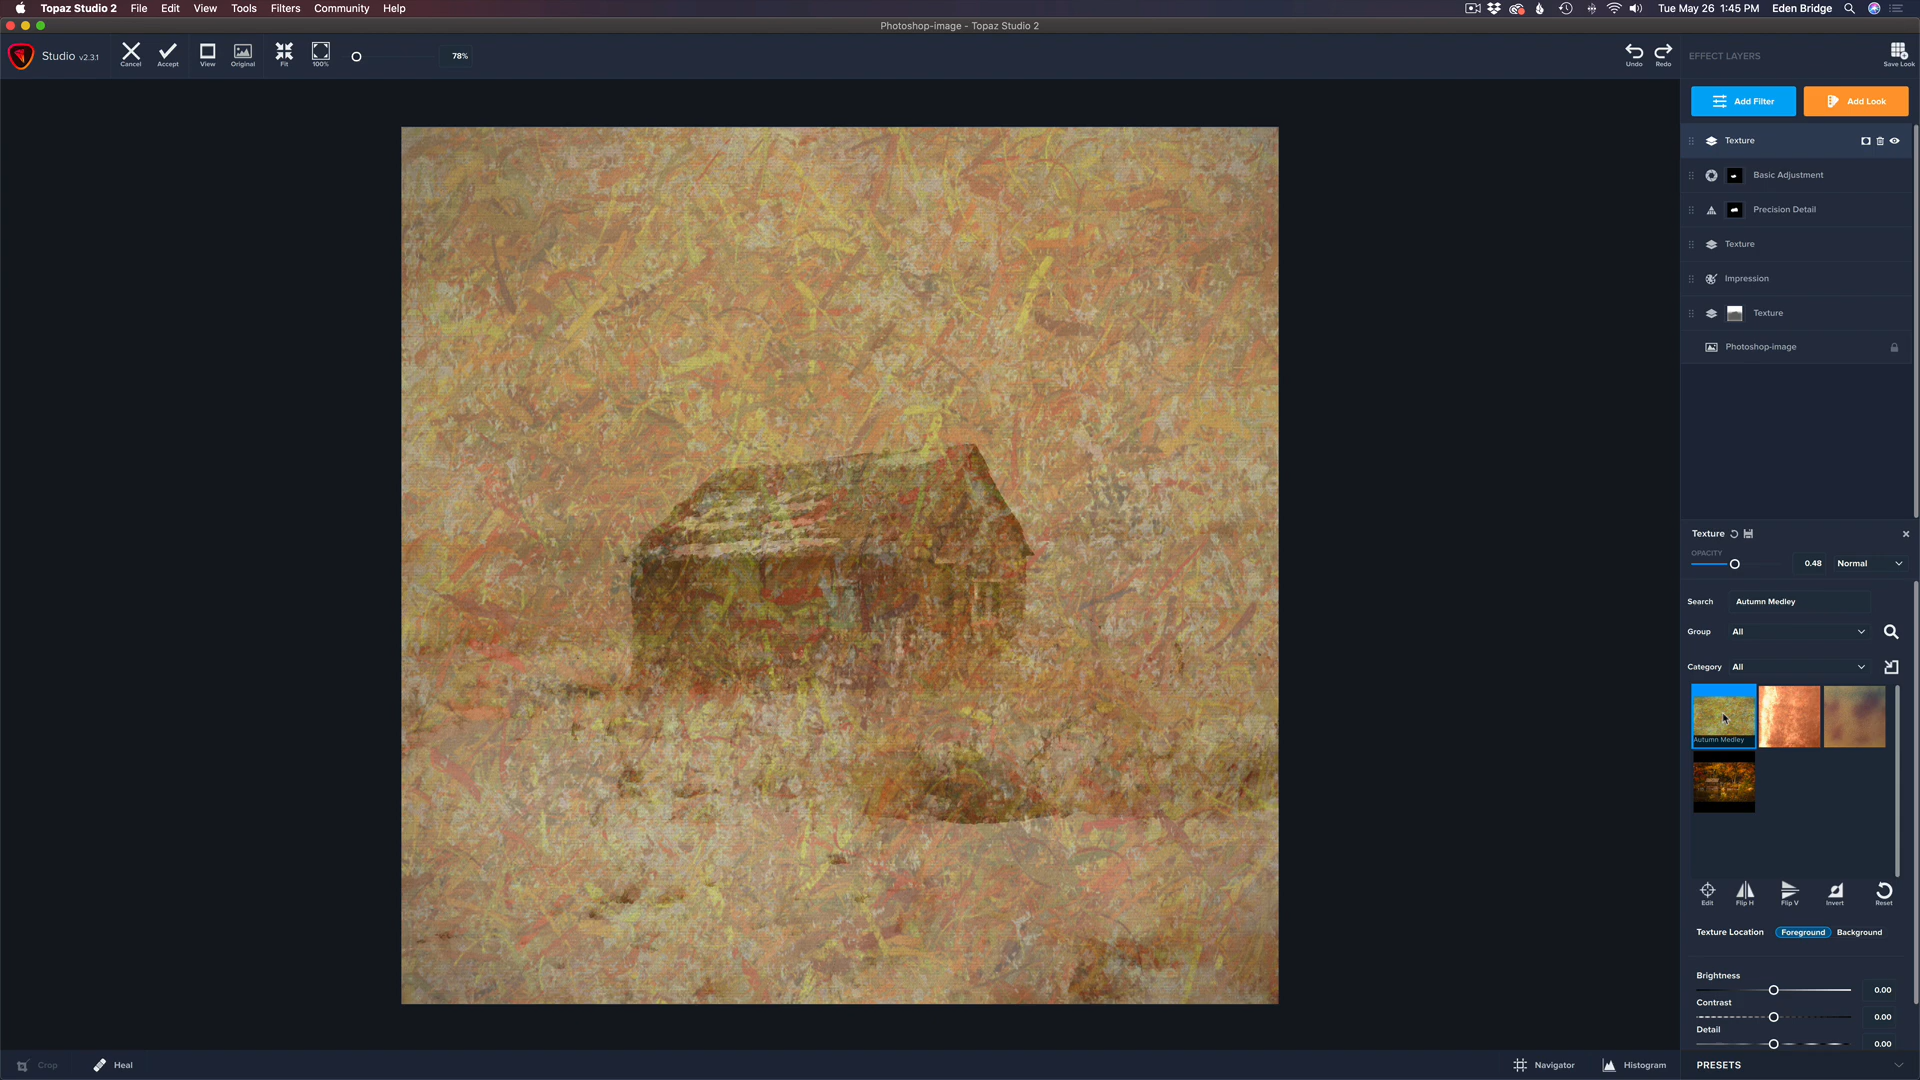 Topaz Studio 2 File Edit View Tools Filters Community Help
Tue May 26 1:45 PM Eden Bridge
Photoshop-image - Topaz Studio 2
Studio v2.3.1
Cancel Accept View Original Fit 100% 78%
Undo Redo
EFFECT LAYERS
Save Look
Add Filter Add Look
Texture
Basic Adjustment
Precision Detail
Texture
Impression
Texture
Photoshop-image
Texture
OPACITY
0.48 Normal
Search Autumn Medley
Group All
Category All
Autumn Medley
Edit Flip H Flip V Invert Reset
Texture Location Foreground Background
Brightness
0.00
Contrast
0.00
Detail
0.00
Crop Heal Navigator Histogram PRESETS